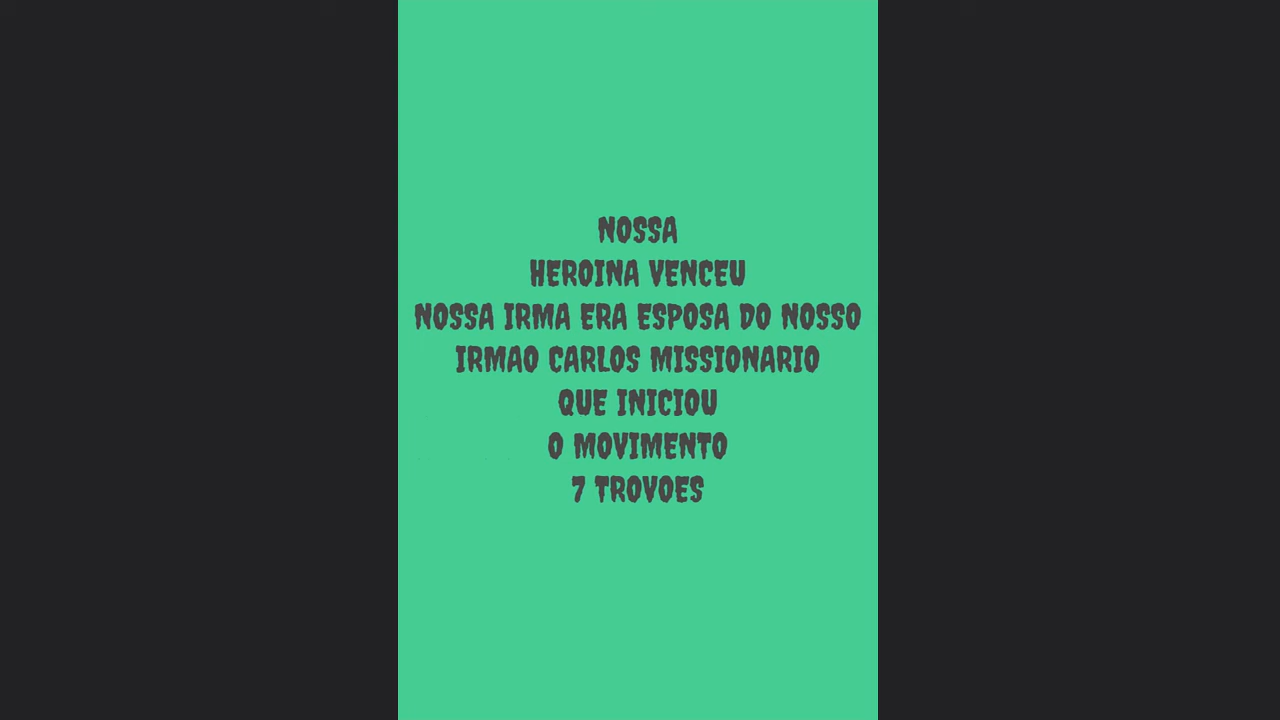 NOSSA
HEROINA VENCEU
NOSSA IRMA ERA ESPOSA DO NOSSO
IRMAO CARLOS MISSIONARIO
QUE INICIOU
O MOVIMENTO
7 TROVOES